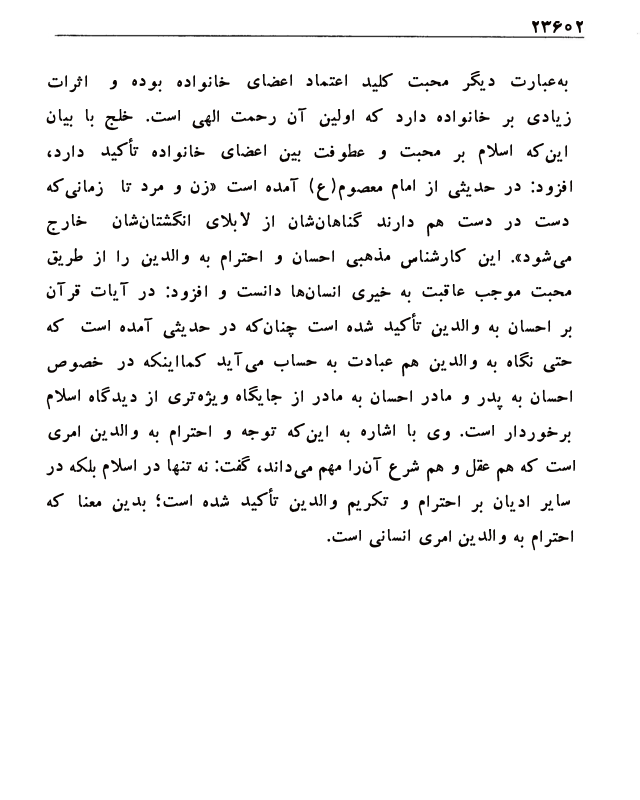 ۲۳۶۰۲
به‌عبارت دیگر محبت کلید اعتماد اعضای خانواده بوده و اثرات
زیادی بر خانواده دارد که اولین آن رحمت الهی است. خلج با بیان
این‌که اسلام بر محبت و عطوفت بین اعضای خانواده تأکید دارد،
افزود: در حدیثی از امام معصوم(ع) آمده است «زن و مرد تا زمانی‌که
دست در دست هم دارند گناهان‌شان از لابلای انگشتان‌شان خارج
می‌شود». این کارشناس مذهبی احسان و احترام به والدین را از طریق
محبت موجب عاقبت به خیری انسان‌ها دانست و افزود: در آیات قرآن
بر احسان به والدین تأکید شده است چنان‌که در حدیثی آمده است که
حتی نگاه به والدین هم عبادت به حساب می‌آید کمااینکه در خصوص
احسان به پدر و مادر احسان به مادر از جایگاه ویژه‌تری از دیدگاه اسلام
برخوردار است. وی با اشاره به این‌که توجه و احترام به والدین امری
است که هم عقل و هم شرع آن‌را مهم می‌داند، گفت: نه تنها در اسلام بلکه در
سایر ادیان بر احترام و تکریم والدین تأکید شده است؛ بدین معنا که
احترام به والدین امری انسانی است.